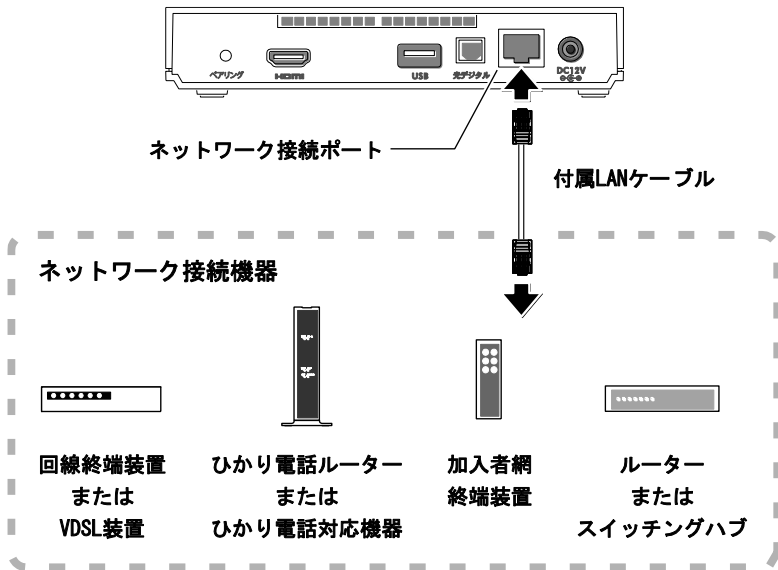 ペアリング
HDMI
USB
光デジタル
DC12V
ネットワーク接続ポート
付属LANケーブル
ネットワーク接続機器
回線終端装置
または
VDSL装置
ひかり電話ルーター
または
ひかり電話対応機器
加入者網
終端装置
ルーター
または
スイッチングハブ